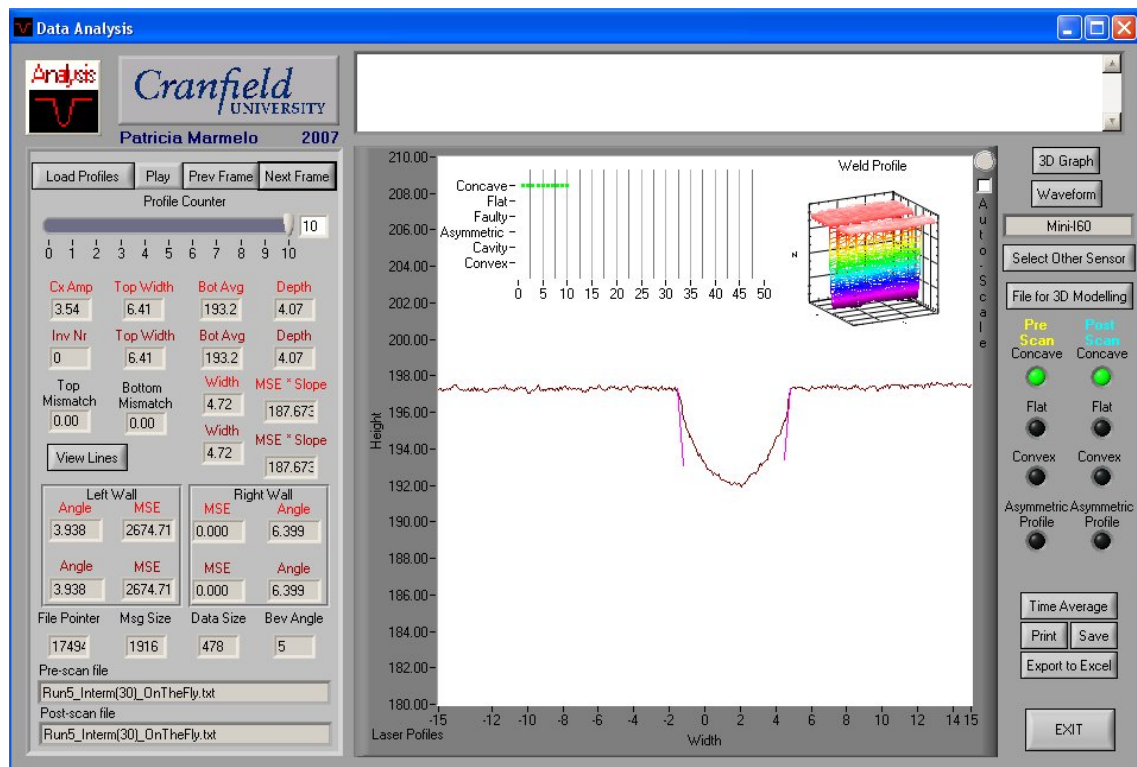 Data Analysis
Analysis
Cranfield
UNIVERSITY
Patricia Marmelo 2007
Load Profiles Play Prev Frame Next Frame
Profile Counter
10
0 1 2 3 4 5 6 7 8 9 10
Cx Amp Top Width Bot Avg Depth
3.54 6.41 193.2 4.07
Inv Nr Top Width Bot Avg Depth
0 6.41 193.2 4.07
Top Mismatch Bottom Mismatch Width MSE * Slope
0.00 0.00 4.72 187.673
Width MSE * Slope
4.72 187.673
View Lines
Left Wall Right Wall
Angle MSE MSE Angle
3.938 2674.71 0.000 6.399
Angle MSE MSE Angle
3.938 2674.71 0.000 6.399
File Pointer Msg Size Data Size Bev Angle
1916 478 5
Pre-scan file
Run5_Interm(30)_OnTheFly.txt
Post-scan file
Run5_Interm(30)_OnTheFly.txt
210.00
208.00
206.00
204.00
202.00
200.00
198.00
196.00
194.00
192.00
190.00
188.00
186.00
184.00
182.00
180.00
Height
Concave
Flat
Faulty
Asymmetric
Cavity
Convex
0 5 10 15 20 25 30 35 40 45 50
Weld Profile
Z
-15 -12 -10 -8 -6 -4 -2 0 2 4 6 8 10 12 14 15
Laser Pofiles
Width
Auto-Scale
3D Graph
Waveform
Mini-I60
Select Other Sensor
File for 3D Modelling
Pre Scan Post Scan
Concave Concave
Flat Flat
Convex Convex
Asymmetric Profile Asymmetric Profile
Time Average
Print Save
Export to Excel
EXIT